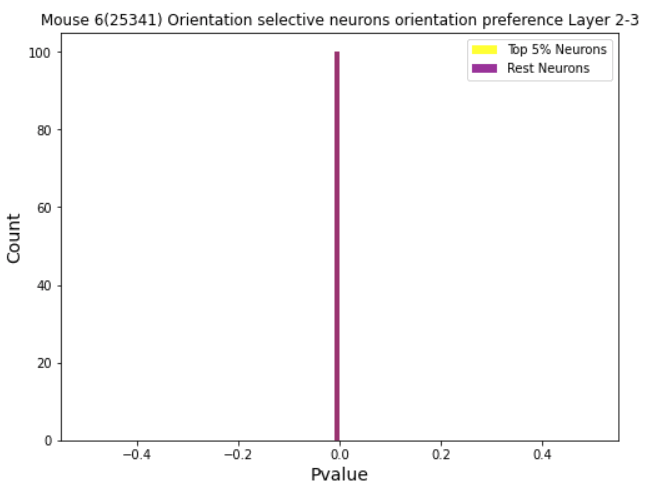 Mouse 6(25341) Orientation selective neurons orientation preference Layer 2-3
Top 5% Neurons
Rest Neurons
100
80
60
40
20
0
Count
−0.4
−0.2
0.0
0.2
0.4
Pvalue